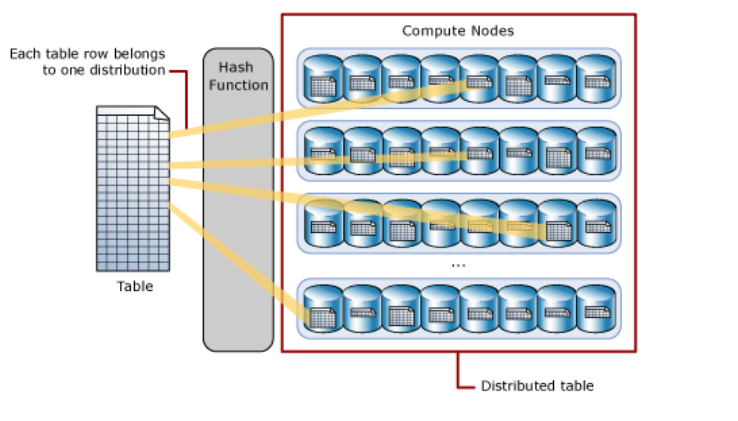 Compute Nodes
Each table row belongs
to one distribution
Hash
Function
...
Table
Distributed table